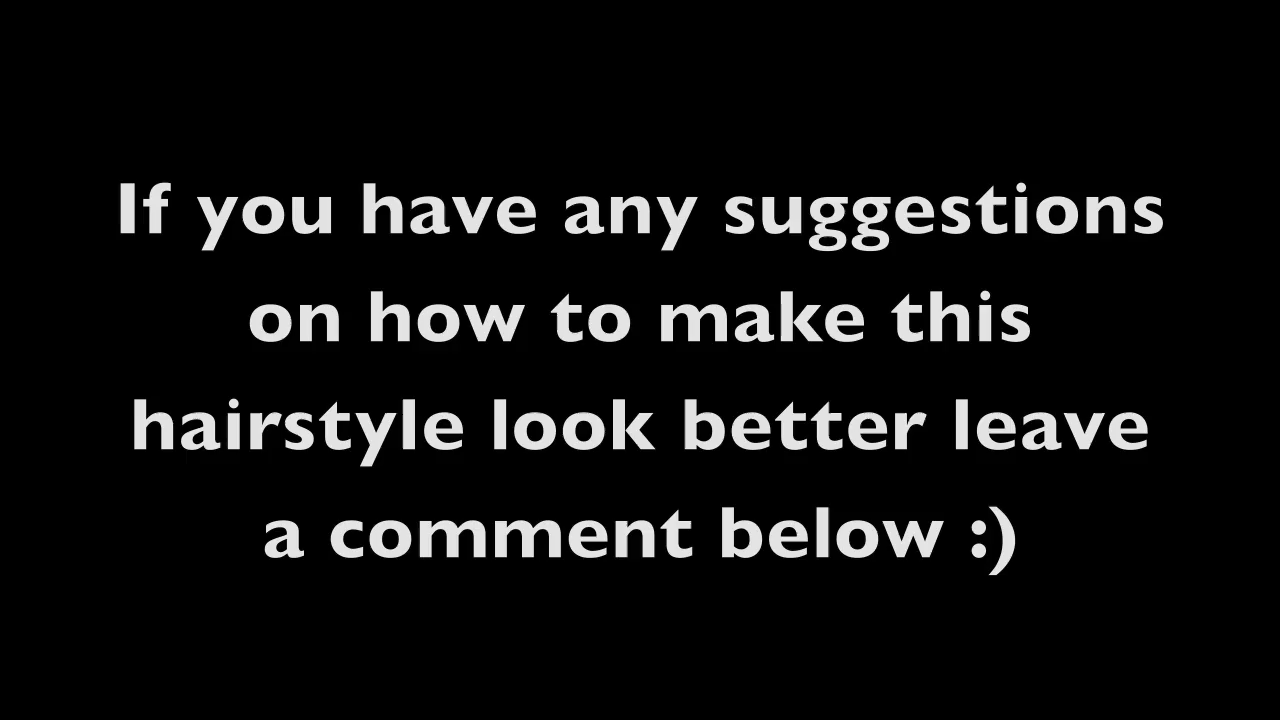 If you have any suggestions
on how to make this
hairstyle look better leave
a comment below :)